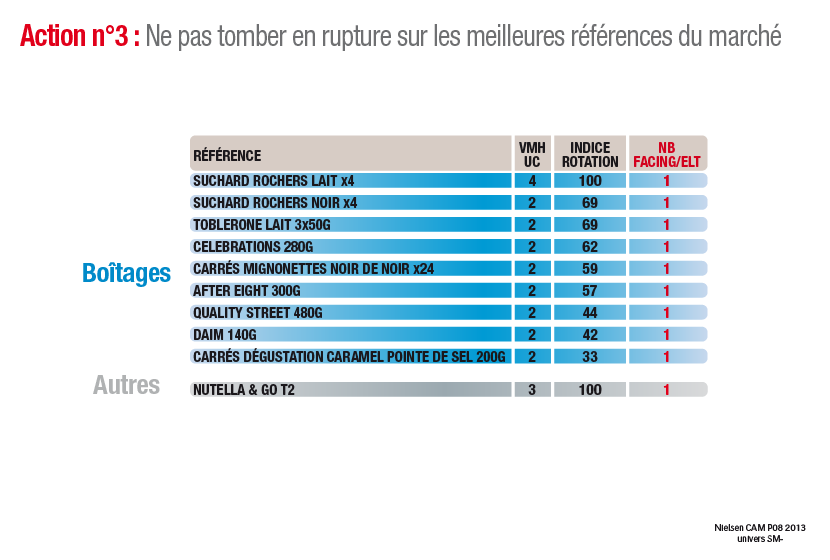 Action n°3 : Ne pas tomber en rupture sur les meilleures références du marché
RÉFÉRENCE VMH UC INDICE ROTATION NB FACING/ELT
SUCHARD ROCHERS LAIT x4 4 100 1
SUCHARD ROCHERS NOIR x4 2 69 1
TOBLERONE LAIT 3x50G 2 69 1
CELEBRATIONS 280G 2 62 1
Boîtages
CARRÉS MIGNONETTES NOIR DE NOIR x24 2 59 1
AFTER EIGHT 300G 2 57 1
QUALITY STREET 480G 2 44 1
DAIM 140G 2 42 1
CARRÉS DÉGUSTATION CARAMEL POINTE DE SEL 200G 2 33 1
Autres
NUTELLA & GO T2 3 100 1
Nielsen CAM P08 2013
univers SM-